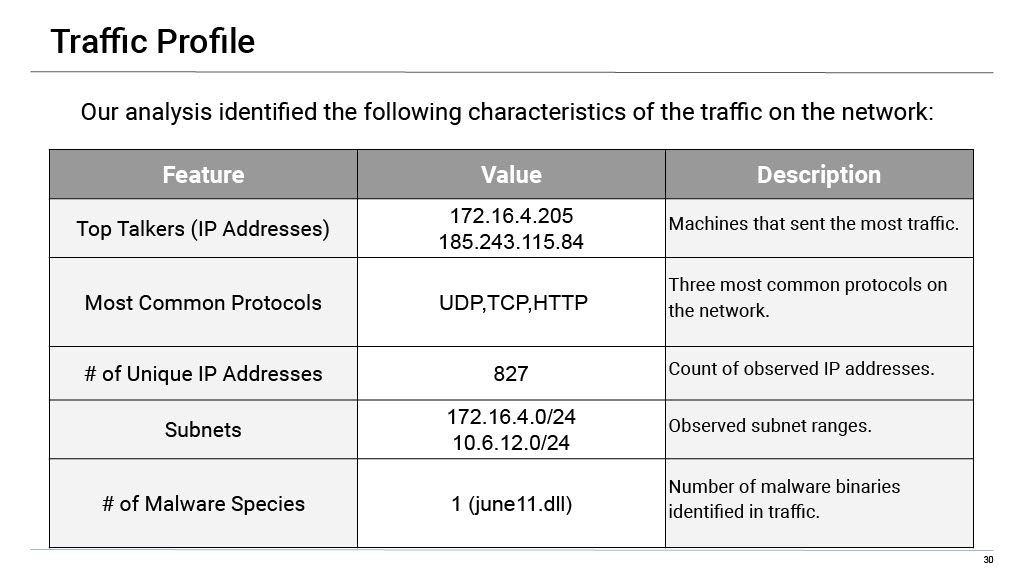 Traffic Profile
Our analysis identified the following characteristics of the traffic on the network:
Feature Value Description
Top Talkers (IP Addresses)
172.16.4.205
185.243.115.84
Machines that sent the most traffic.
Most Common Protocols
UDP,TCP,HTTP
Three most common protocols on
the network.
# of Unique IP Addresses
827
Count of observed IP addresses.
Subnets
172.16.4.0/24
10.6.12.0/24
Observed subnet ranges.
# of Malware Species
1 (june11.dll)
Number of malware binaries
identified in traffic.
30